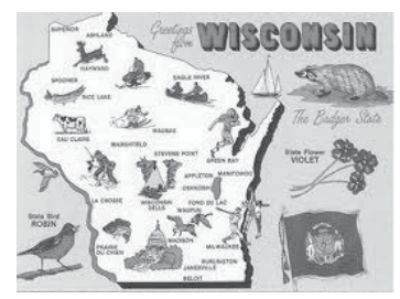 Greetings
from WISCONSIN
SUPERIOR
ASHLAND
HAYWARD
SPOONER
EAGLE RIVER
RICE LAKE
The Badger State
WAUSAU
EAU CLAIRE
MARSHFIELD
STEVENS POINT
GREEN BAY
State Flower
VIOLET
APPLETON MANITOWOC
OSHKOSH
LA CROSSE
WISCONSIN
DELLS
FOND DU LAC
WAUPUN
State Bird
ROBIN
MADISON
PRAIRIE
DU CHIEN
MILWAUKEE
BURLINGTON
JANESVILLE
BELOIT